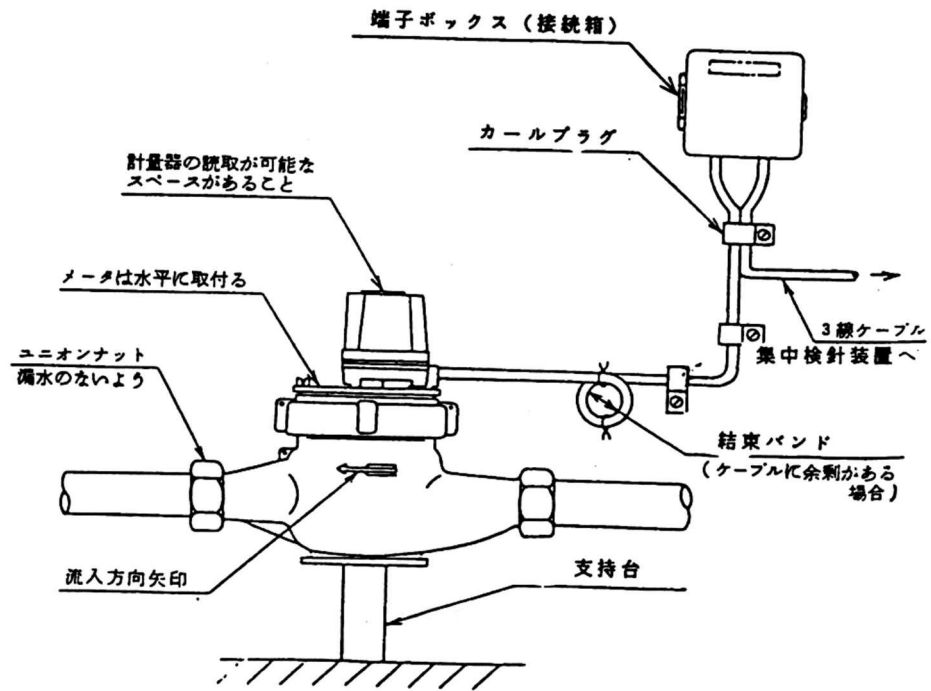 端子ボックス（接続箱）
カールプラグ
計量器の読取が可能な
スペースがあること
メータは水平に取付る
ユニオンナット
漏水のないよう
3線ケーブル
集中検針装置へ
結束バンド
（ケーブルに余剰がある
場合）
流入方向矢印
支持台